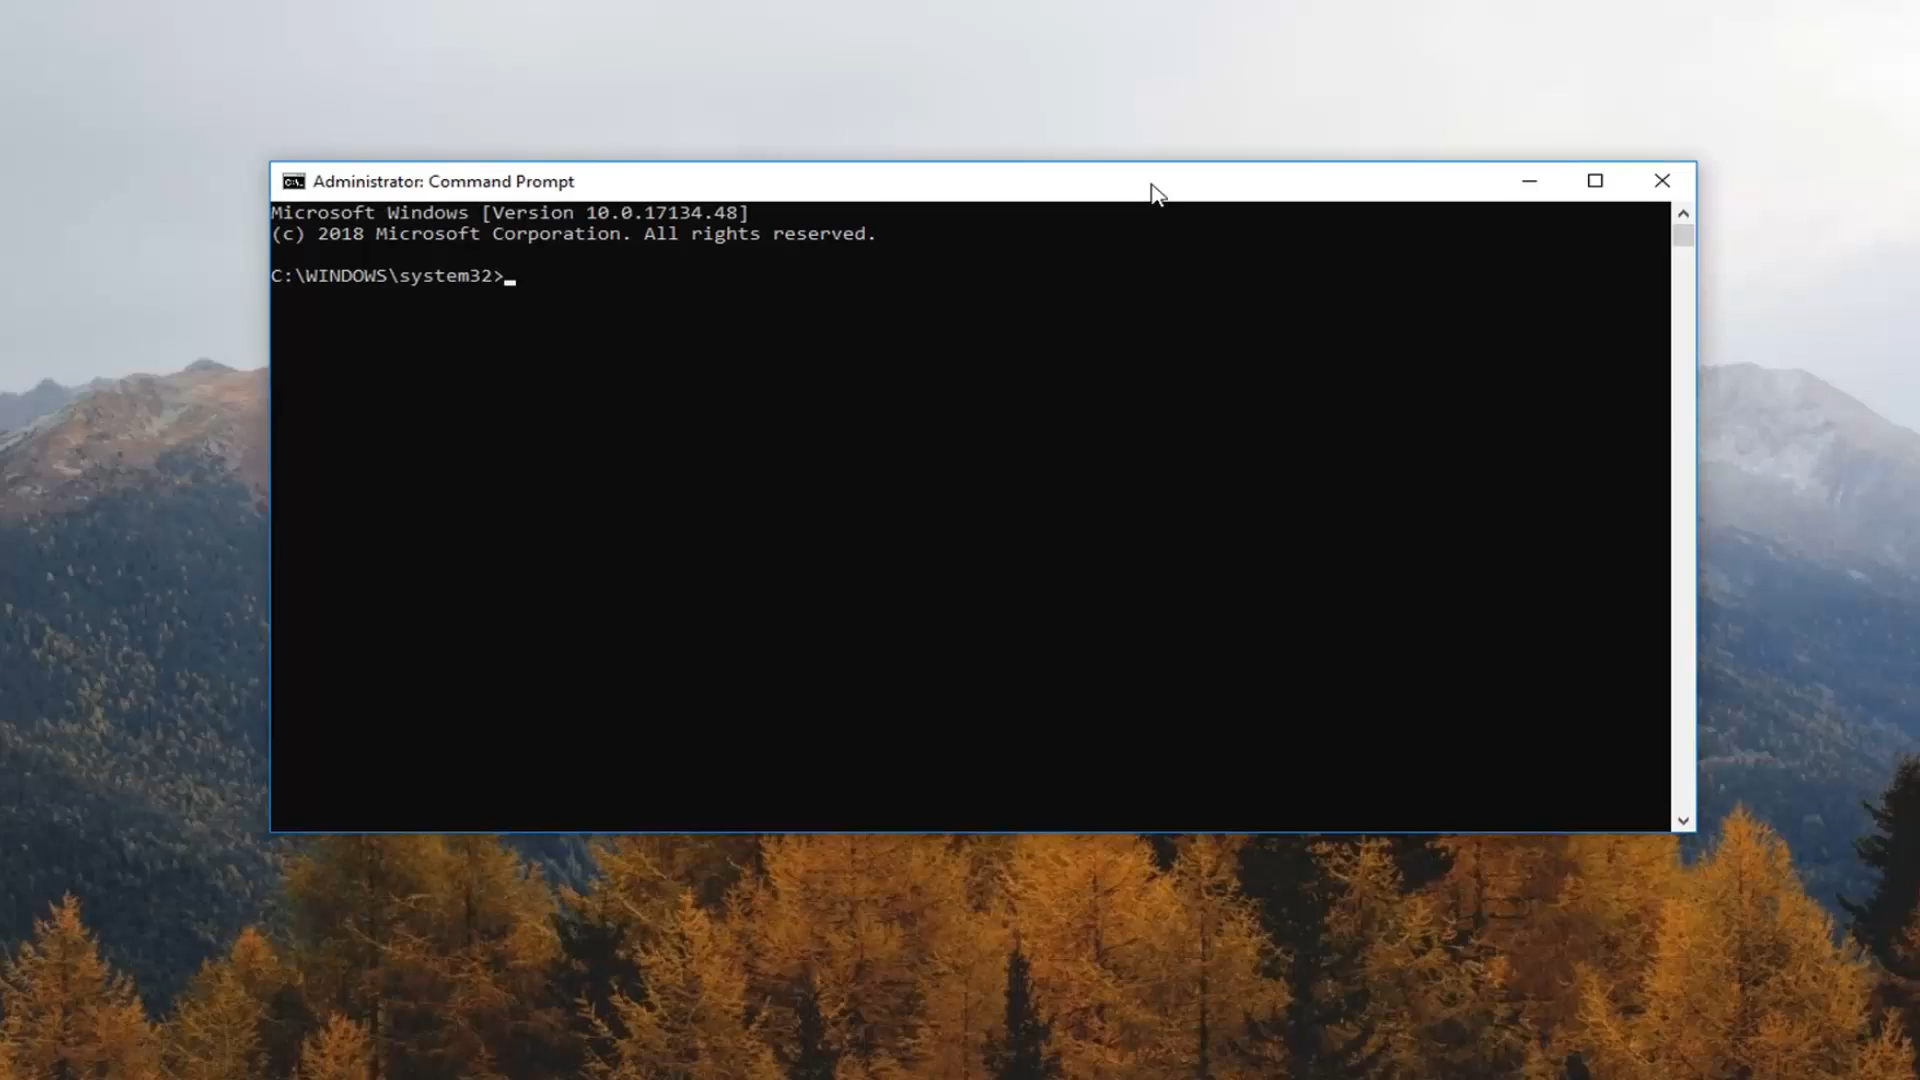 Administrator: Command Prompt
Microsoft Windows [Version 10.0.17134.48]
(c) 2018 Microsoft Corporation. All rights reserved.
C:\WINDOWS\system32>